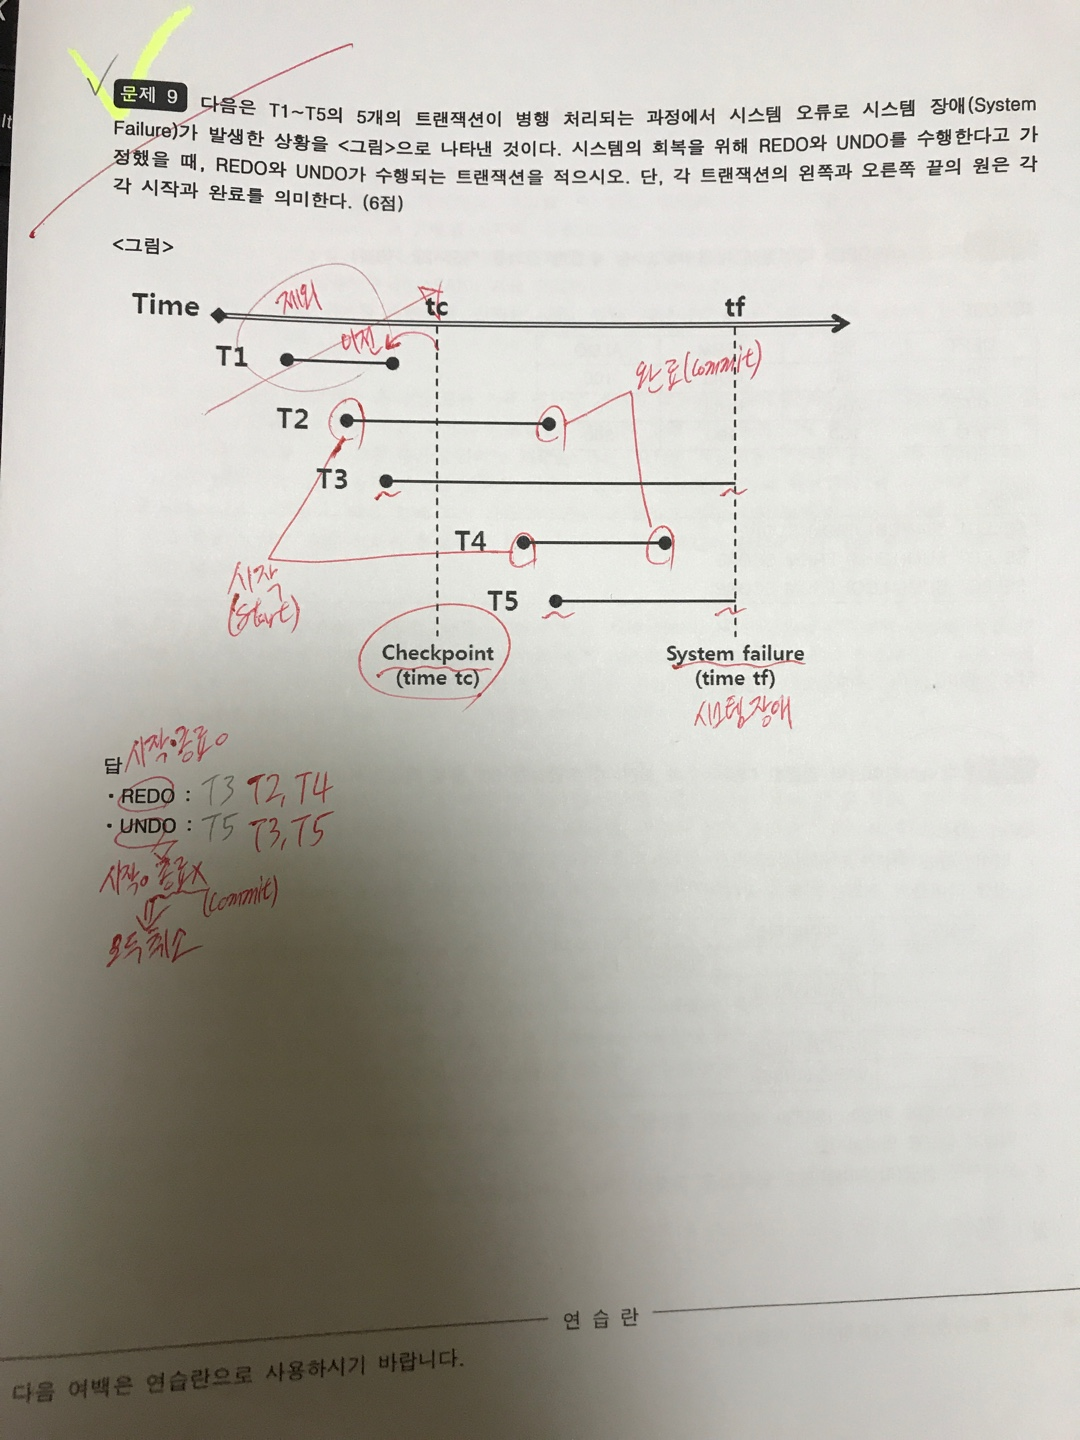 문제 9 다음은 T1~T5의 5개의 트랜잭션이 병행 처리되는 과정에서 시스템 오류로 시스템 장애(System
Failure)가 발생한 상황을 <그림>으로 나타낸 것이다. 시스템의 회복을 위해 REDO와 UNDO를 수행한다고 가
정했을 때, REDO와 UNDO가 수행되는 트랜잭션을 적으시오. 단, 각 트랜잭션의 왼쪽과 오른쪽 끝의 원은 각
각 시작과 완료를 의미한다. (6점)
<그림>
제외
Time tc tf
이전
T1
완료(commit)
T2
T3
T4
시작
(start)
T5
Checkpoint
(time tc)
System failure
(time tf)
시스템 장애
시작·종료o
답
· REDO : T3 T2, T4
· UNDO : T5 T3, T5
시작o 종료x
(commit)
모두 취소
연 습 란
다음 여백은 연습란으로 사용하시기 바랍니다.